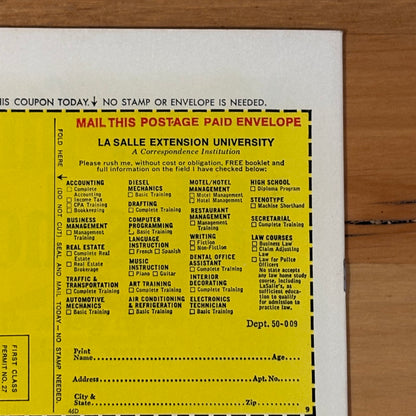 HIS COUPON TODAY. ↓ NO STAMP OR ENVELOPE IS NEEDED.
MAIL THIS POSTAGE PAID ENVELOPE
LA SALLE EXTENSION UNIVERSITY
A Correspondence Institution
Please rush me, without cost or obligation, FREE booklet and
full information on the field I have checked below:
ACCOUNTING
☐ Complete
Accounting
☐ Income Tax
☐ CPA Training
☐ Bookkeeping
BUSINESS
MANAGEMENT
☐ Management
Training
REAL ESTATE
☐ Complete Real
Estate
☐ Real Estate
Brokerage
TRAFFIC &
TRANSPORTATION
☐ Complete Training
AUTOMOTIVE
MECHANICS
☐ Basic Training
DIESEL
MECHANICS
☐ Basic Training
DRAFTING
☐ Complete Training
COMPUTER
PROGRAMMING
☐ Basic Training
LANGUAGE
INSTRUCTION
☐ French ☐ Spanish
MUSIC
INSTRUCTION
☐ Piano ☐ Guitar
ART TRAINING
☐ Complete Training
AIR CONDITIONING
& REFRIGERATION
☐ Basic Training
MOTEL/HOTEL
MANAGEMENT
☐ Motel Management
☐ Hotel Management
RESTAURANT
MANAGEMENT
☐ Management
Training
WRITING
☐ Fiction
☐ Non-Fiction
DENTAL OFFICE
ASSISTANT
☐ Complete Training
INTERIOR
DECORATING
☐ Complete Training
ELECTRONICS
TECHNICIAN
☐ Basic Training
HIGH SCHOOL
☐ Diploma Program
STENOTYPE
☐ Machine Shorthand
SECRETARIAL
☐ Complete Training
LAW COURSES
☐ Business Law
☐ Claim Adjusting
Law
☐ Law for Police
Officers
No state accepts
any law home study
course, including
LaSalle's, as
sufficient educa-
tion to qualify
for admission to
practice law.
Dept. 50-009
Print
Name Age
Address Apt. No.
City &
State Zip
46D 9
FOLD HERE → (DO NOT CUT) SEAL AND MAIL TODAY — NO STAMP NEEDED
FIRST CLASS
PERMIT NO. 27